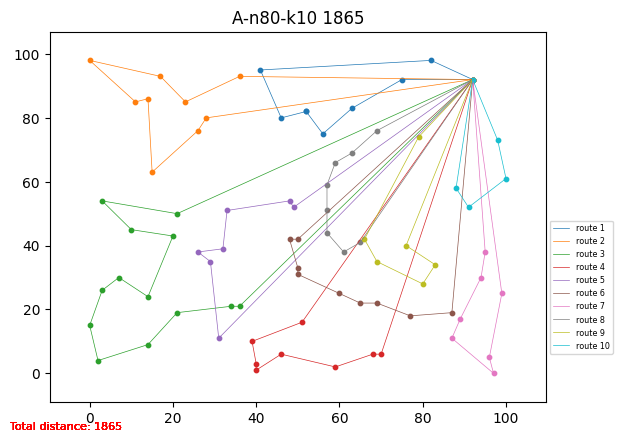 A-n80-k10 1865
100
80
60
40
20
0
0 20 40 60 80 100
route 1
route 2
route 3
route 4
route 5
route 6
route 7
route 8
route 9
route 10
Total distance: 1865